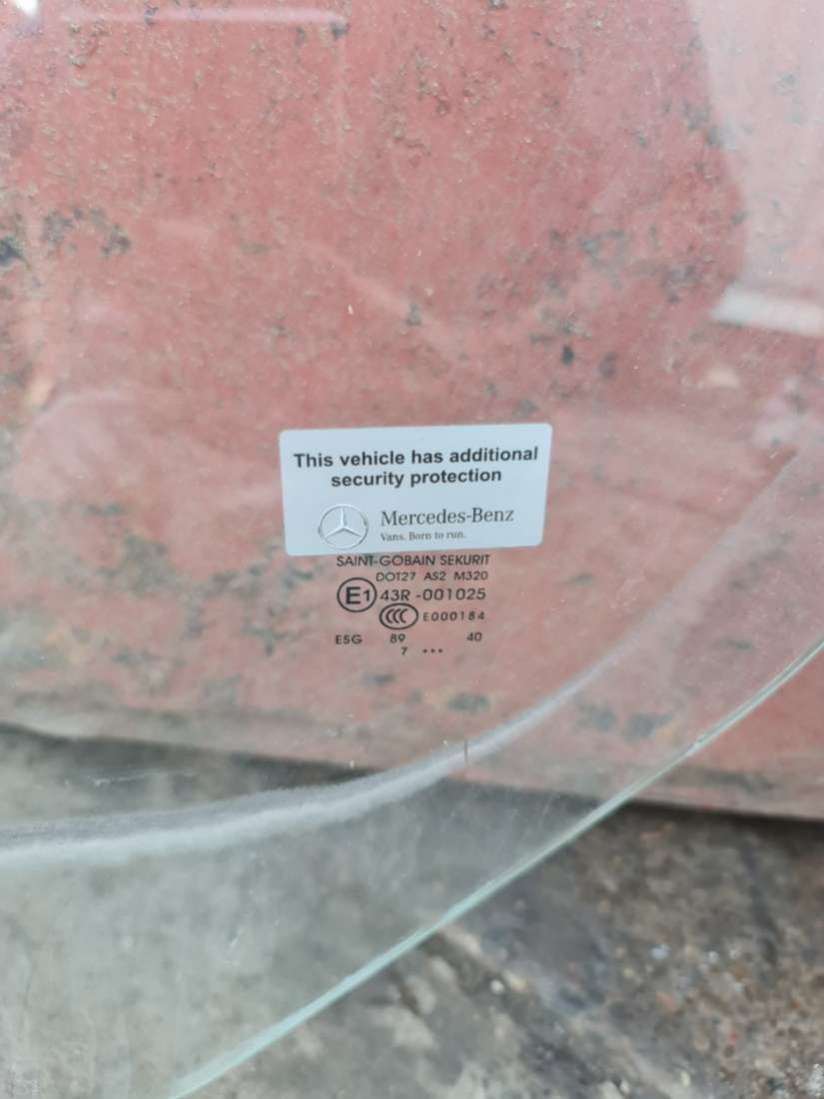 This vehicle has additional
security protection
Mercedes-Benz
Vans. Born to run.
SAINT-GOBAIN SEKURIT
DOT27 AS2 M320
E1 43R -001025
CCC E000184
ESG 89 40
7 •••